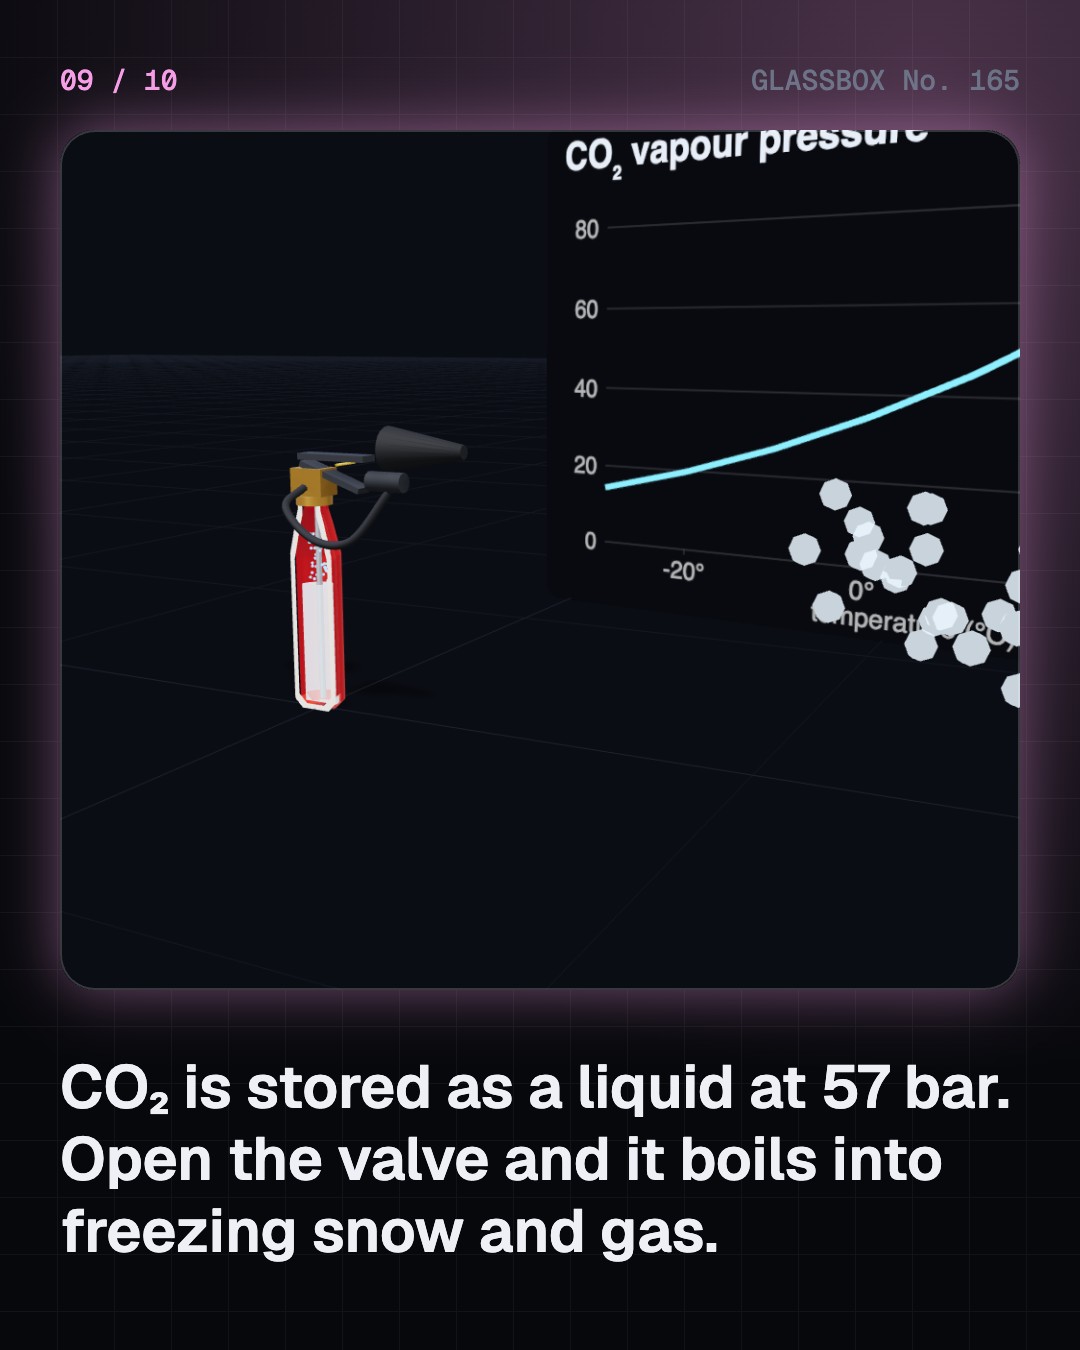 09 / 10
GLASSBOX No. 165
CO₂ vapour pressure
80
60
40
20
0
-20°
0°
temperature (°C)
CO₂ is stored as a liquid at 57 bar.
Open the valve and it boils into
freezing snow and gas.